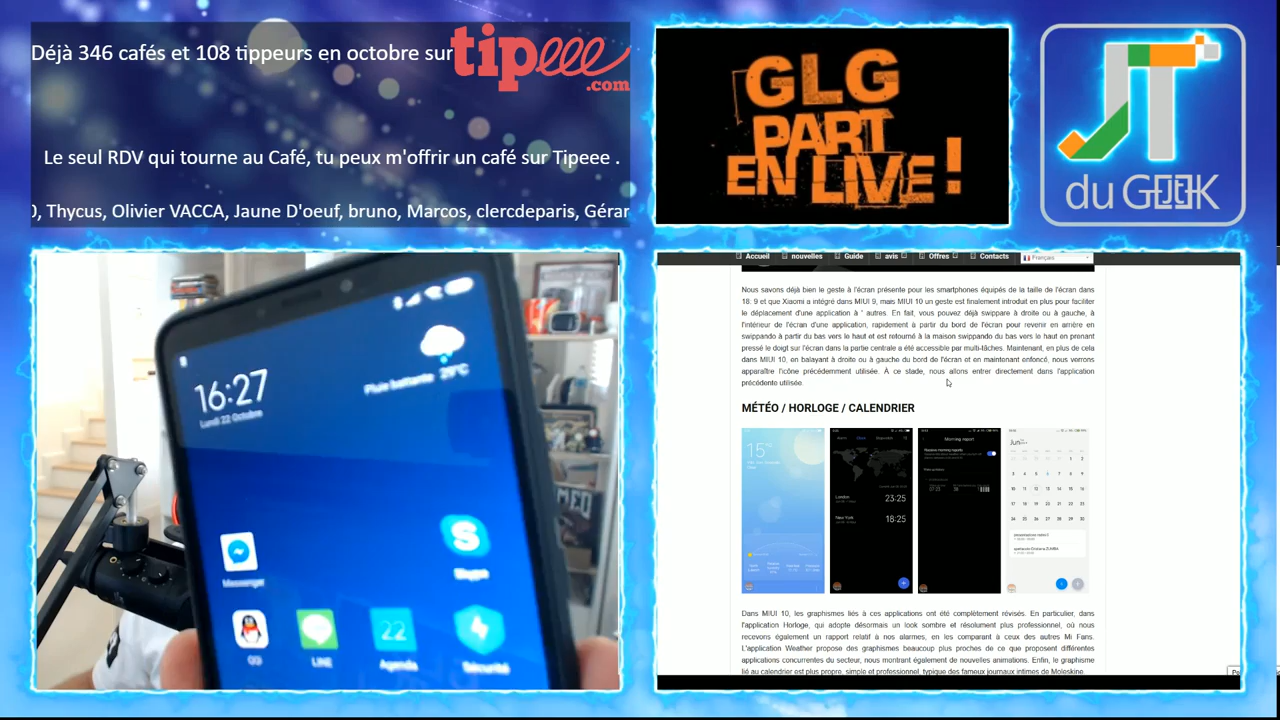 Déjà 346 cafés et 108 tippeurs en octobre sur
tipeee
.com
Le seul RDV qui tourne au Café, tu peux m'offrir un café sur Tipeee .
Thycus, Olivier VACCA, Jaune D'oeuf, bruno, Marcos, clercdeparis, Gérar
GLG
PART
EN LIVE !
JT
du GEEK
16:27
Lundi 22 Octobre
29°C
Messenger
Skype
QQ
LINE
22
Agenda
Sécurité
Accueil
nouvelles
Guide
avis
Offres
Contacts
Français
Nous savons déjà bien le geste à l'écran présente pour les smartphones équipés de la taille de l'écran dans
18: 9 et que Xiaomi a intégré dans MIUI 9, mais MIUI 10 un geste est finalement introduit en plus pour faciliter
le déplacement d'une application à ' autres. En fait, vous pouvez déjà swippare à droite ou à gauche, à
l'intérieur de l'écran d'une application, rapidement à partir du bord de l'écran pour revenir en arrière en
swippando à partir du bas vers le haut et est retourné à la maison swippando du bas vers le haut en prenant
pressé le doigt sur l'écran dans la partie centrale a été accessible par multi-tâches. Maintenant, en plus de cela
dans MIUI 10, en balayant à droite ou à gauche du bord de l'écran et en maintenant enfoncé, nous verrons
apparaître l'icône précédemment utilisée. À ce stade, nous allons entrer directement dans l'application
précédente utilisée.
MÉTÉO / HORLOGE / CALENDRIER
15
London
23:25
New York
18:25
Morning report
Jun
Dans MIUI 10, les graphismes liés à ces applications ont été complètement révisés. En particulier, dans
l'application Horloge, qui adopte désormais un look sombre et résolument plus professionnel, où nous
recevons également un rapport relatif à nos alarmes, en les comparant à ceux des autres Mi Fans.
L'application Weather propose des graphismes beaucoup plus proches de ce que proposent différentes
applications concurrentes du secteur, nous montrant également de nouvelles animations. Enfin, le graphisme
lié au calendrier est plus propre, simple et professionnel, typique des fameux journaux intimes de Moleskine.